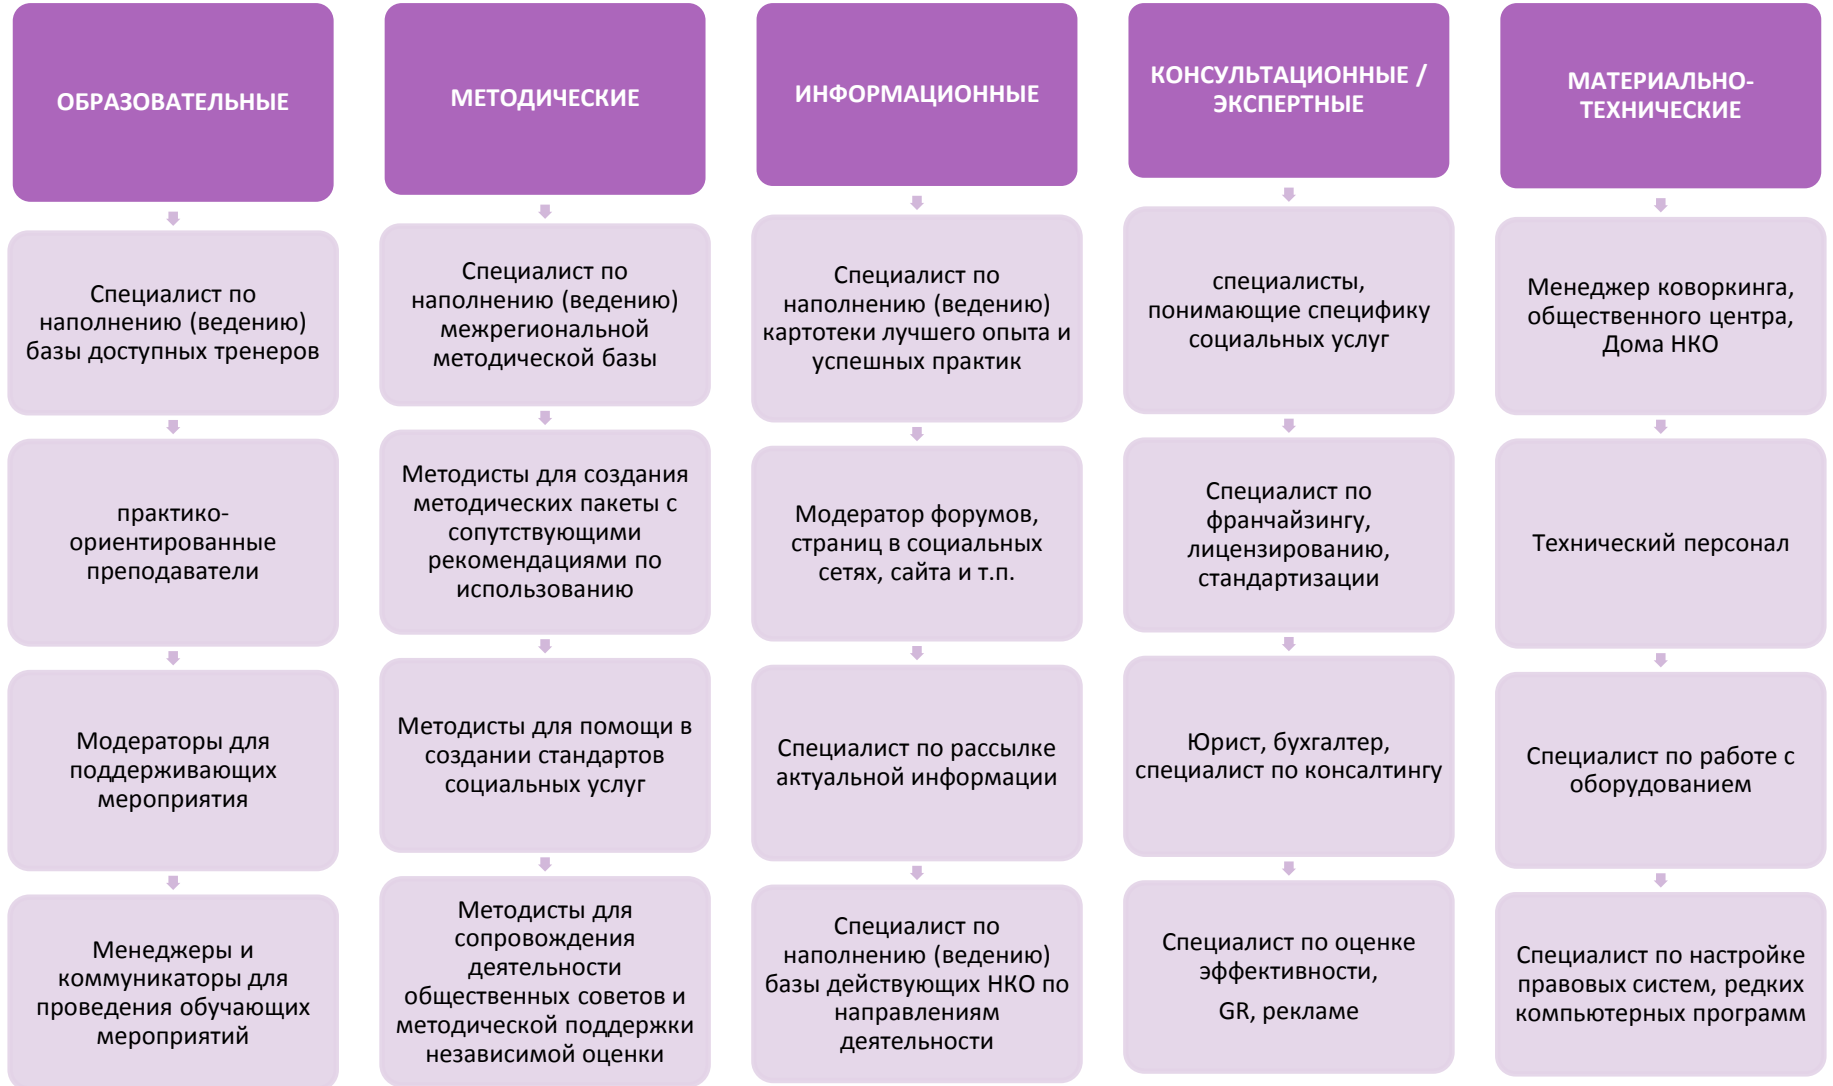 ОБРАЗОВАТЕЛЬНЫЕ
Специалист по
наполнению (ведению)
базы доступных тренеров
практико-
ориентированные
преподаватели
Модераторы для
поддерживающих
мероприятия
Менеджеры и
коммуникаторы для
проведения обучающих
мероприятий
МЕТОДИЧЕСКИЕ
Специалист по
наполнению (ведению)
межрегиональной
методической базы
Методисты для создания
методических пакеты с
сопутствующими
рекомендациями по
использованию
Методисты для помощи в
создании стандартов
социальных услуг
Методисты для
сопровождения
деятельности
общественных советов и
методической поддержки
независимой оценки
ИНФОРМАЦИОННЫЕ
Специалист по
наполнению (ведению)
картотеки лучшего опыта и
успешных практик
Модератор форумов,
страниц в социальных
сетях, сайта и т.п.
Специалист по рассылке
актуальной информации
Специалист по
наполнению (ведению)
базы действующих НКО по
направлениям
деятельности
КОНСУЛЬТАЦИОННЫЕ /
ЭКСПЕРТНЫЕ
специалисты,
понимающие специфику
социальных услуг
Специалист по
франчайзингу,
лицензированию,
стандартизации
Юрист, бухгалтер,
специалист по консалтингу
Специалист по оценке
эффективности,
GR, рекламе
МАТЕРИАЛЬНО-
ТЕХНИЧЕСКИЕ
Менеджер коворкинга,
общественного центра,
Дома НКО
Технический персонал
Специалист по работе с
оборудованием
Специалист по настройке
правовых систем, редких
компьютерных программ